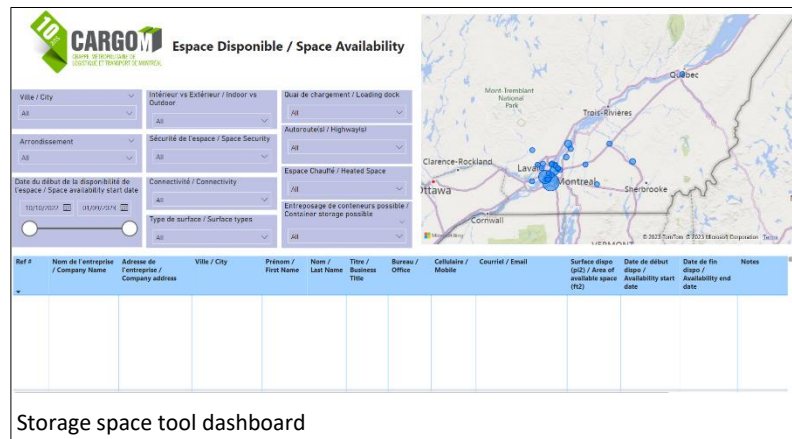 10
CARGO M
GRAPPE MÉTROPOLITAINE DE
LOGISTIQUE ET TRANSPORT DE MONTRÉAL
Espace Disponible / Space Availability
Ville / City
All
Arrondissement
All
Date du début de la disponibilité de
l'espace / Space availability start date
10/10/2022
01/09/2023
Intérieur vs Extérieur / Indoor vs
Outdoor
All
Sécurité de l'espace / Space Security
All
Connectivité / Connectivity
All
Type de surface / Surface types
All
Quai de chargement / Loading dock
All
Autoroute(s) / Highway(s)
All
Espace Chauffé / Heated Space
All
Entreposage de conteneurs possible /
Container storage possible
All
Québec
Mont-Tremblant
National
Park
Trois-Rivières
Clarence-Rockland
Laval
Montreal
Sherbrooke
Ottawa
Cornwall
VERMONT
Microsoft Bing
© 2023 TomTom, © 2023 Microsoft Corporation Terms
Ref #
Nom de l'entreprise
/ Company Name
Adresse de
l'entreprise /
Company address
Ville / City
Prénom /
First Name
Nom /
Last Name
Titre /
Business
Title
Bureau /
Office
Cellulaire /
Mobile
Courriel / Email
Surface dispo
(pi2) / Area of
available space
(ft2)
Date de début
dispo /
Availability start
date
Date de fin
dispo /
Availability end
date
Notes
Storage space tool dashboard